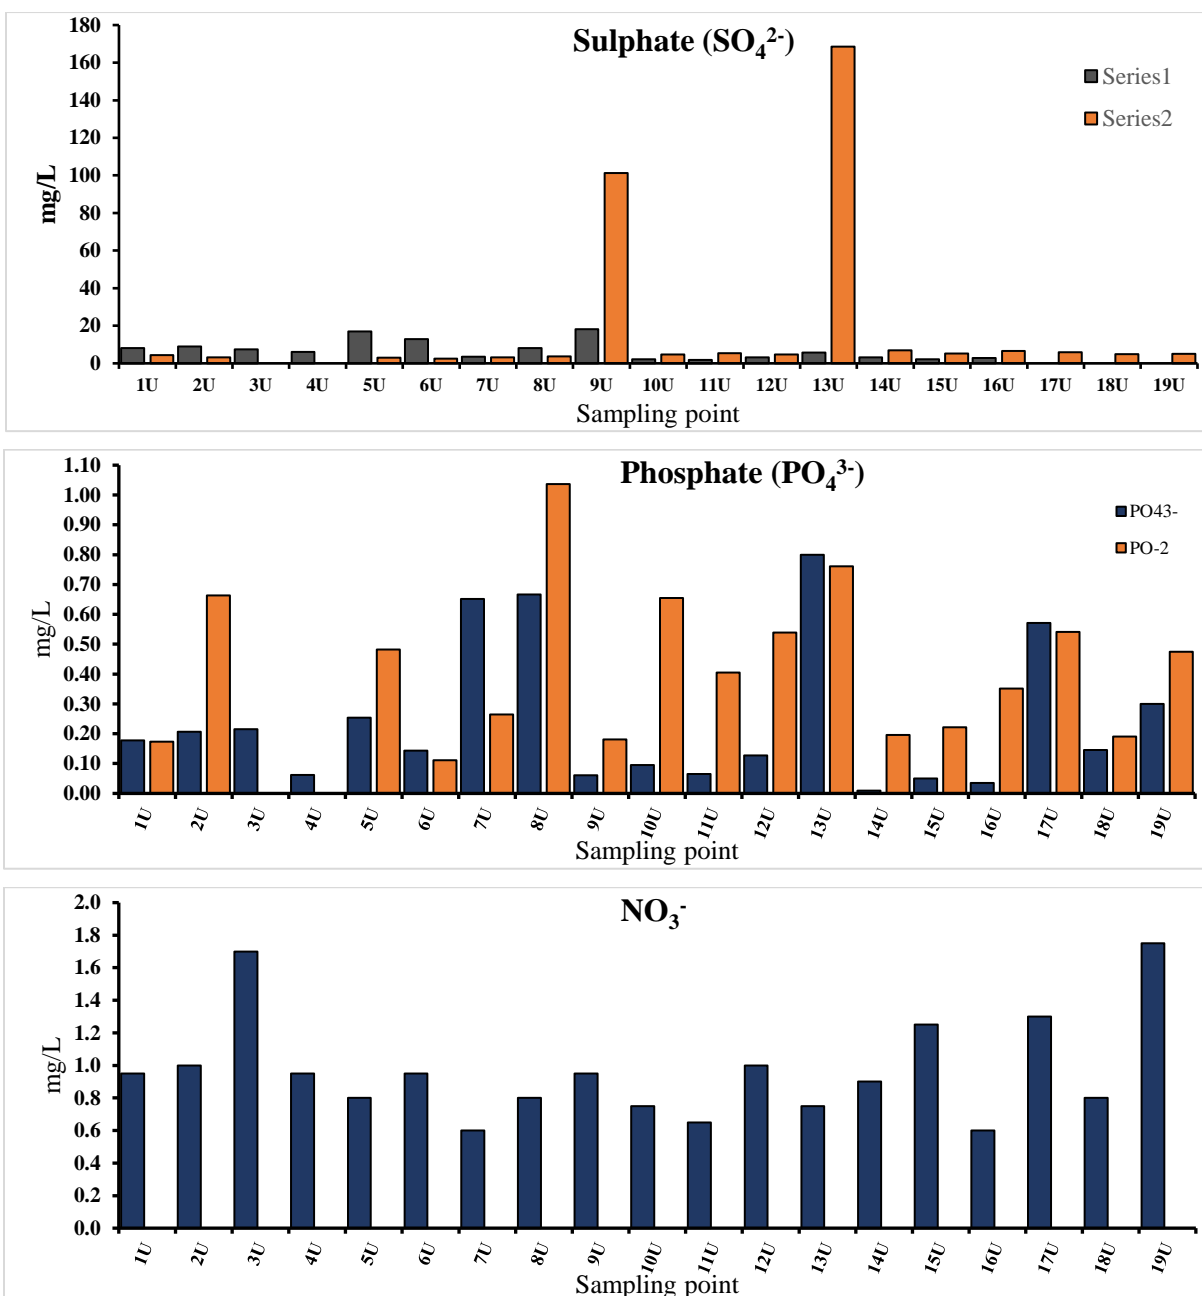 Sulphate (SO₄²⁻)
180
160
140
120
100
80
60
40
20
0
mg/L
Series1
Series2
1U 2U 3U 4U 5U 6U 7U 8U 9U 10U 11U 12U 13U 14U 15U 16U 17U 18U 19U
Sampling point
Phosphate (PO₄³⁻)
1.10
1.00
0.90
0.80
0.70
0.60
0.50
0.40
0.30
0.20
0.10
0.00
mg/L
PO43-
PO-2
1U 2U 3U 4U 5U 6U 7U 8U 9U 10U 11U 12U 13U 14U 15U 16U 17U 18U 19U
Sampling point
NO₃⁻
2.0
1.8
1.6
1.4
1.2
1.0
0.8
0.6
0.4
0.2
0.0
mg/L
1U 2U 3U 4U 5U 6U 7U 8U 9U 10U 11U 12U 13U 14U 15U 16U 17U 18U 19U
Sampling point